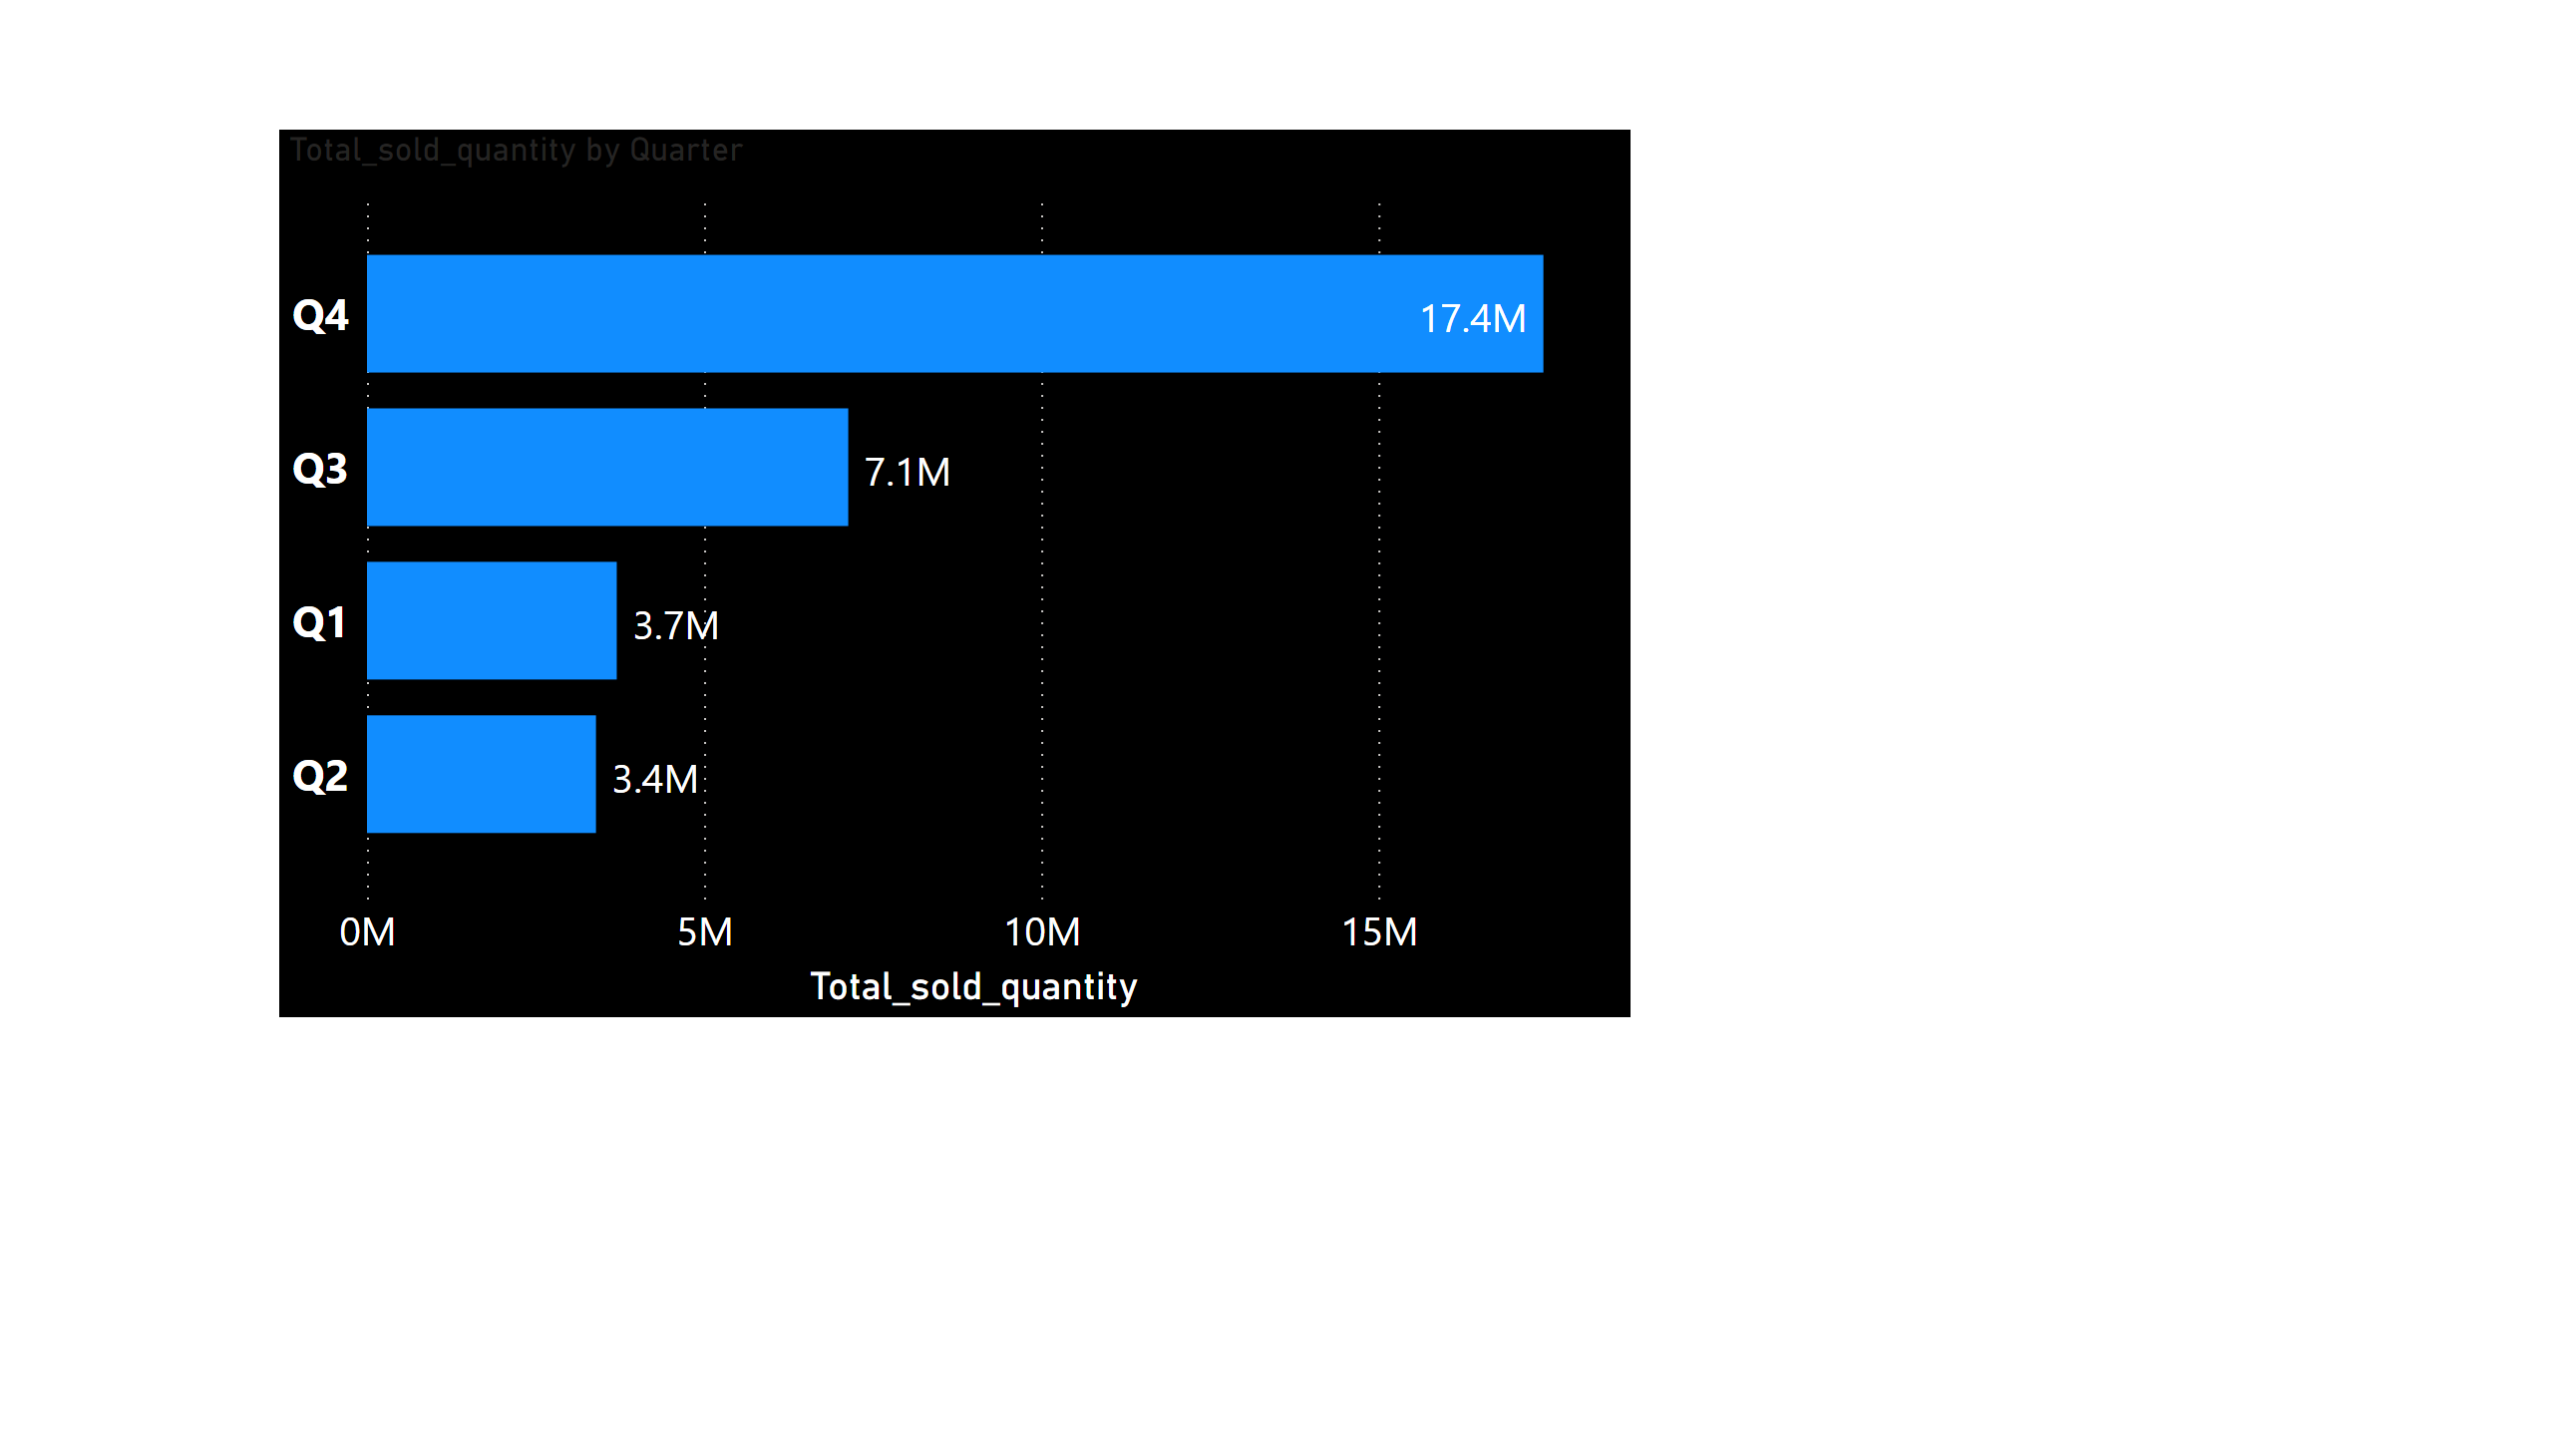 Total_sold_quantity by Quarter
Q4 17.4M
Q3 7.1M
Q1 3.7M
Q2 3.4M
0M 5M 10M 15M
Total_sold_quantity